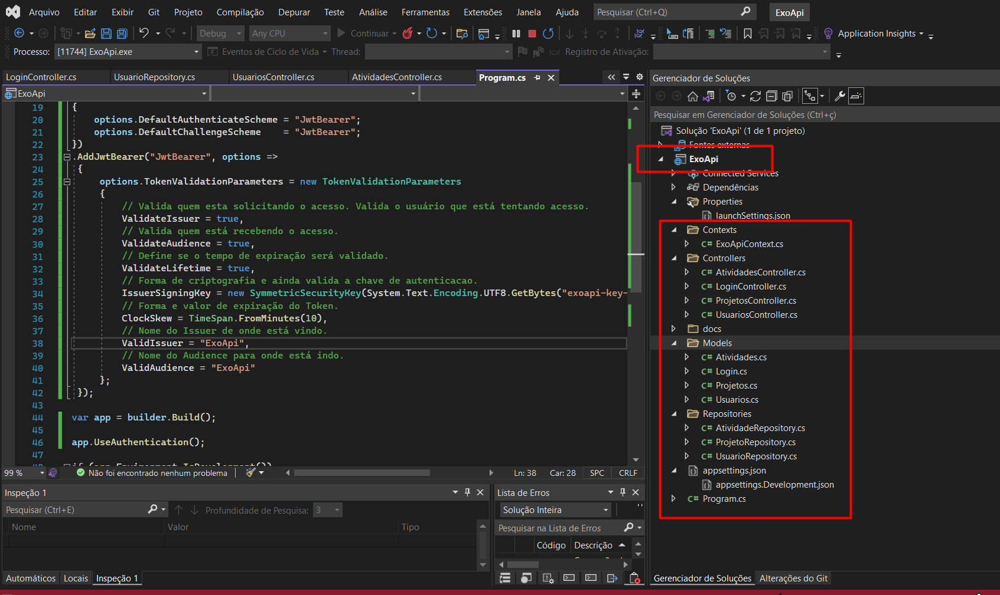 Arquivo Editar Exibir Git Projeto Compilação Depurar Teste Análise Ferramentas Extensões Janela Ajuda Pesquisar (Ctrl+Q) ExoApi
Debug Any CPU Continuar Application Insights
Processo: [11744] ExoApi.exe Eventos de Ciclo de Vida Thread: Registro de Ativação:
LoginController.cs UsuarioRepository.cs UsuariosController.cs AtividadesController.cs Program.cs
ExoApi
19 {
20 options.DefaultAuthenticateScheme = "JwtBearer";
21 options.DefaultChallengeScheme    = "JwtBearer";
22 })
23 .AddJwtBearer("JwtBearer", options =>
24 {
25 options.TokenValidationParameters = new TokenValidationParameters
26 {
27 // Valida quem esta solicitando o acesso. Valida o usuário que está tentando acesso.
28 ValidateIssuer = true,
29 // Valida quem está recebendo o acesso.
30 ValidateAudience = true,
31 // Define se o tempo de expiração será validado.
32 ValidateLifetime = true,
33 // Forma de criptografia e ainda valida a chave de autenticacao.
34 IssuerSigningKey = new SymmetricSecurityKey(System.Text.Encoding.UTF8.GetBytes("exoapi-key-
35 // Forma e valor de expiração do Token.
36 ClockSkew = TimeSpan.FromMinutes(10),
37 // Nome do Issuer de onde está vindo.
38 ValidIssuer = "ExoApi",
39 // Nome do Audience para onde está indo.
40 ValidAudience = "ExoApi"
41 };
42 });
43
44 var app = builder.Build();
45
46 app.UseAuthentication();
47
48 if (app.Environment.IsDevelopment())
99 % Não foi encontrado nenhum problema Ln: 38 Car: 28 SPC CRLF
Inspeção 1
Pesquisar (Ctrl+E) Profundidade de Pesquisa: 3
Nome Valor Tipo
Automáticos Locais Inspeção 1
Lista de Erros
Solução Inteira
Pesquisar na Lista de Erros
Código Descrição
Gerenciador de Soluções
Pesquisar em Gerenciador de Soluções (Ctrl+ç)
Solução 'ExoApi' (1 de 1 projeto)
Fontes externas
ExoApi
Connected Services
Dependências
Properties
launchSettings.json
Contexts
C# ExoApiContext.cs
Controllers
C# AtividadesController.cs
C# LoginController.cs
C# ProjetosController.cs
C# UsuariosController.cs
docs
Models
C# Atividades.cs
C# Login.cs
C# Projetos.cs
C# Usuarios.cs
Repositories
C# AtividadeRepository.cs
C# ProjetoRepository.cs
C# UsuarioRepository.cs
appsettings.json
appsettings.Development.json
C# Program.cs
Gerenciador de Soluções Alterações do Git